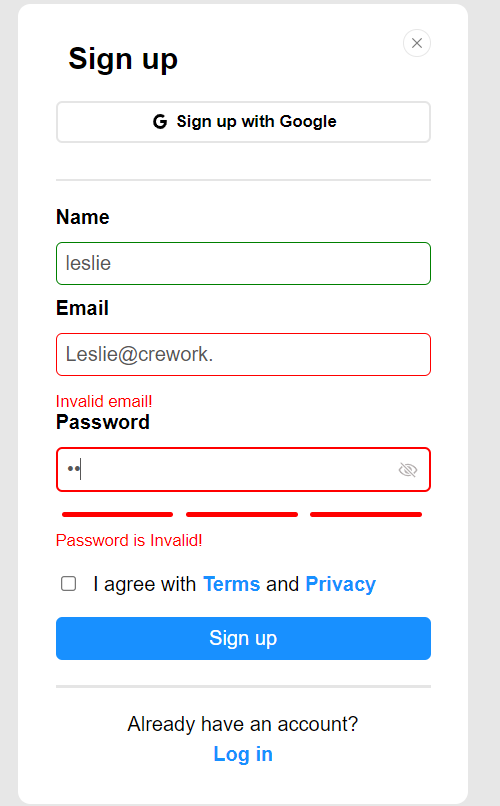 Sign up
Sign up with Google
Name
leslie
Email
Leslie@crework.
Invalid email!
Password
••
Password is Invalid!
I agree with Terms and Privacy
Sign up
Already have an account?
Log in